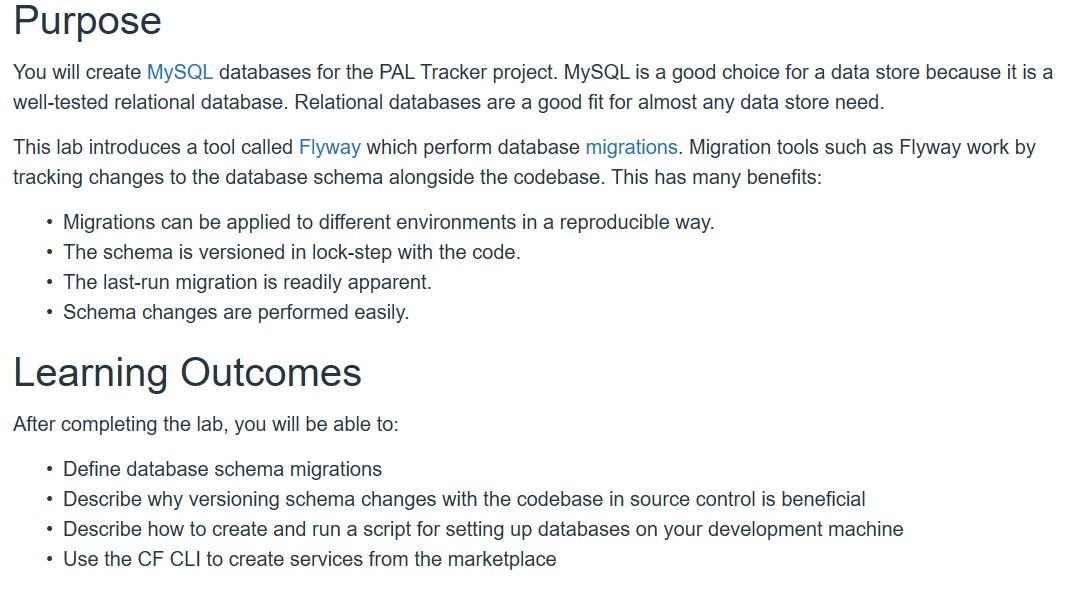 Purpose
You will create MySQL databases for the PAL Tracker project. MySQL is a good choice for a data store because it is a
well-tested relational database. Relational databases are a good fit for almost any data store need.
This lab introduces a tool called Flyway which perform database migrations. Migration tools such as Flyway work by
tracking changes to the database schema alongside the codebase. This has many benefits:
• Migrations can be applied to different environments in a reproducible way.
• The schema is versioned in lock-step with the code.
• The last-run migration is readily apparent.
• Schema changes are performed easily.
Learning Outcomes
After completing the lab, you will be able to:
• Define database schema migrations
• Describe why versioning schema changes with the codebase in source control is beneficial
• Describe how to create and run a script for setting up databases on your development machine
• Use the CF CLI to create services from the marketplace